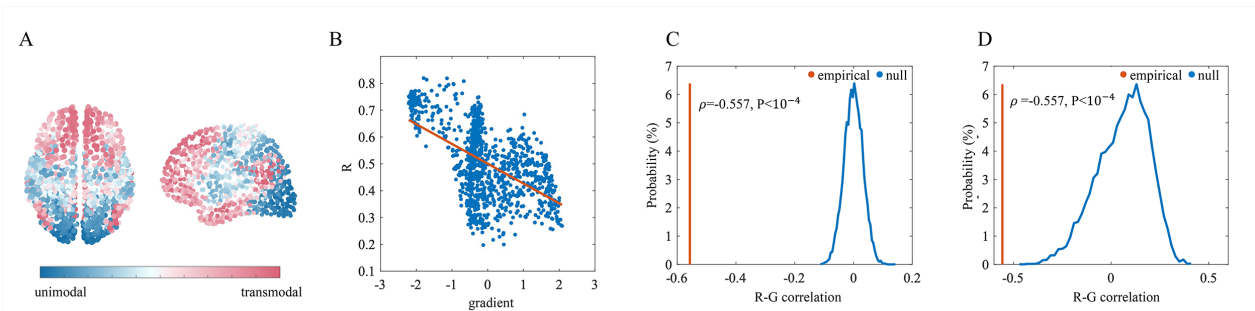 A
unimodal
transmodal
B
R
0.9
0.8
0.7
0.6
0.5
0.4
0.3
0.2
0.1
-3
-2
-1
0
1
2
3
gradient
C
Probability (%)
7
6
5
4
3
2
1
0
empirical
null
ρ=-0.557, P<10⁻⁴
-0.6
-0.4
-0.2
0
0.2
R-G correlation
D
Probability (%)
7
6
5
4
3
2
1
0
empirical
null
ρ =-0.557, P<10⁻⁴
-0.5
0
0.5
R-G correlation